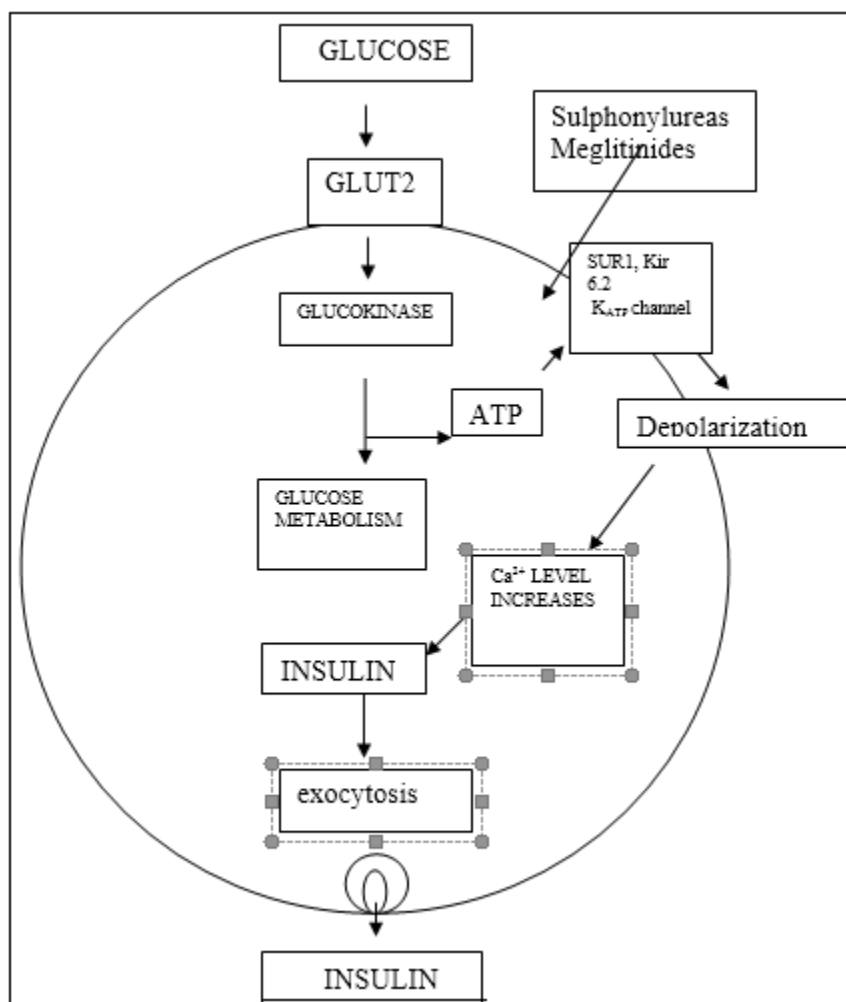 GLUCOSE
Sulphonylureas
Meglitinides
GLUT2
SUR1, Kir
6.2
K_ATP channel
GLUCOKINASE
ATP
Depolarization
GLUCOSE
METABOLISM
Ca²⁺ LEVEL
INCREASES
INSULIN
exocytosis
INSULIN